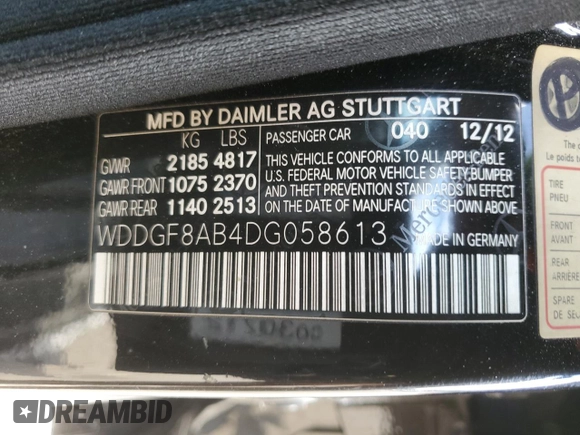 MFD BY DAIMLER AG STUTTGART
KG LBS
PASSENGER CAR 040 12/12
GVWR 2185 4817
GAWR FRONT 1075 2370
GAWR REAR 1140 2513
THIS VEHICLE CONFORMS TO ALL APPLICABLE
U.S. FEDERAL MOTOR VEHICLE SAFETY, BUMPER
AND THEFT PREVENTION STANDARDS IN EFFECT
ON THE DATE OF MANUFACTURE SHOWN ABOVE.
WDDGF8AB4DG058613
MADE IN GERMANY
The
Le poids
TIRE
PNEU
FRONT
AVANT
REAR
ARRIÈRE
SPARE
DE
DREAMBID